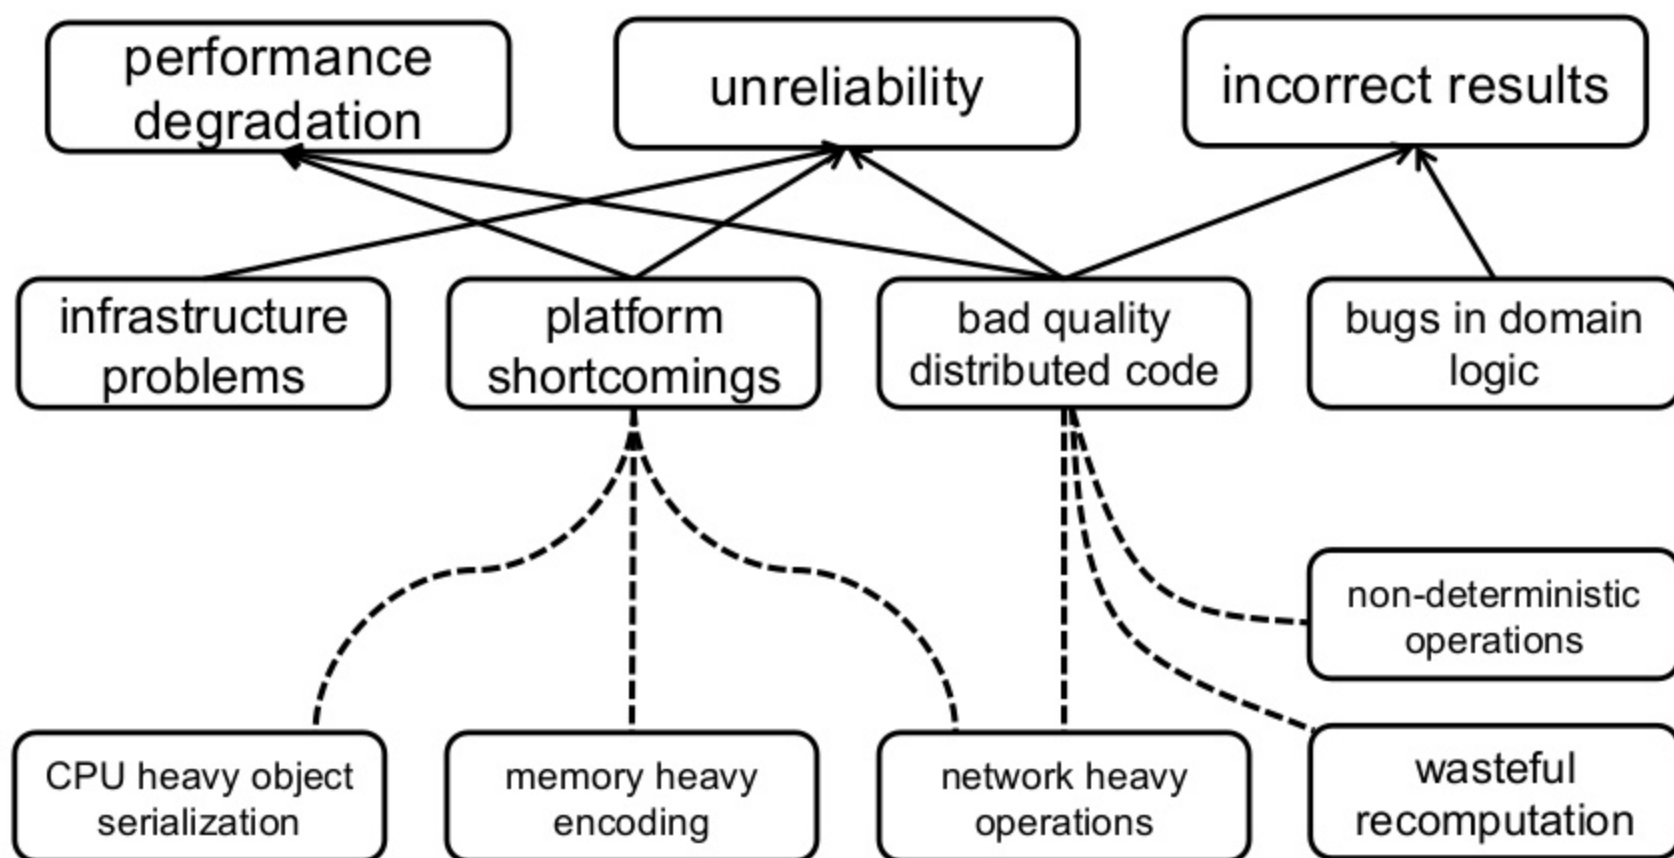 performance
degradation
unreliability
incorrect results
infrastructure
problems
platform
shortcomings
bad quality
distributed code
bugs in domain
logic
non-deterministic
operations
CPU heavy object
serialization
memory heavy
encoding
network heavy
operations
wasteful
recomputation